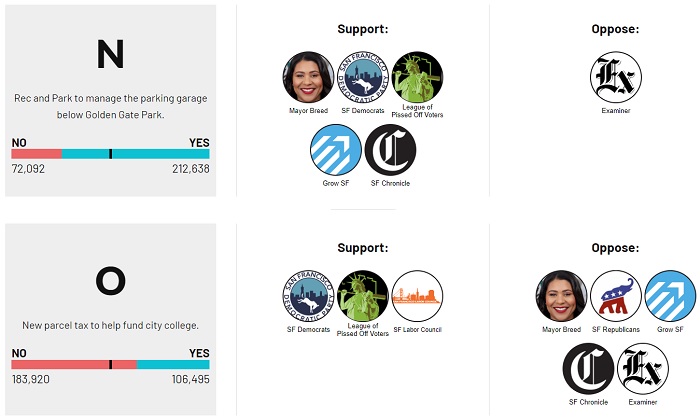 N
Rec and Park to manage the parking garage
below Golden Gate Park.
NO YES
72,092 212,638
Support:
SAN FRANCISCO
DEMOCRATIC PARTY
Mayor Breed SF Democrats League of
Pissed Off Voters
C
Grow SF SF Chronicle
Oppose:
Ex
Examiner
O
New parcel tax to help fund city college.
NO YES
183,920 106,495
Support:
SAN FRANCISCO
DEMOCRATIC PARTY
SF Democrats League of
Pissed Off Voters SF Labor Council
Oppose:
Mayor Breed SF Republicans Grow SF
C Ex
SF Chronicle Examiner